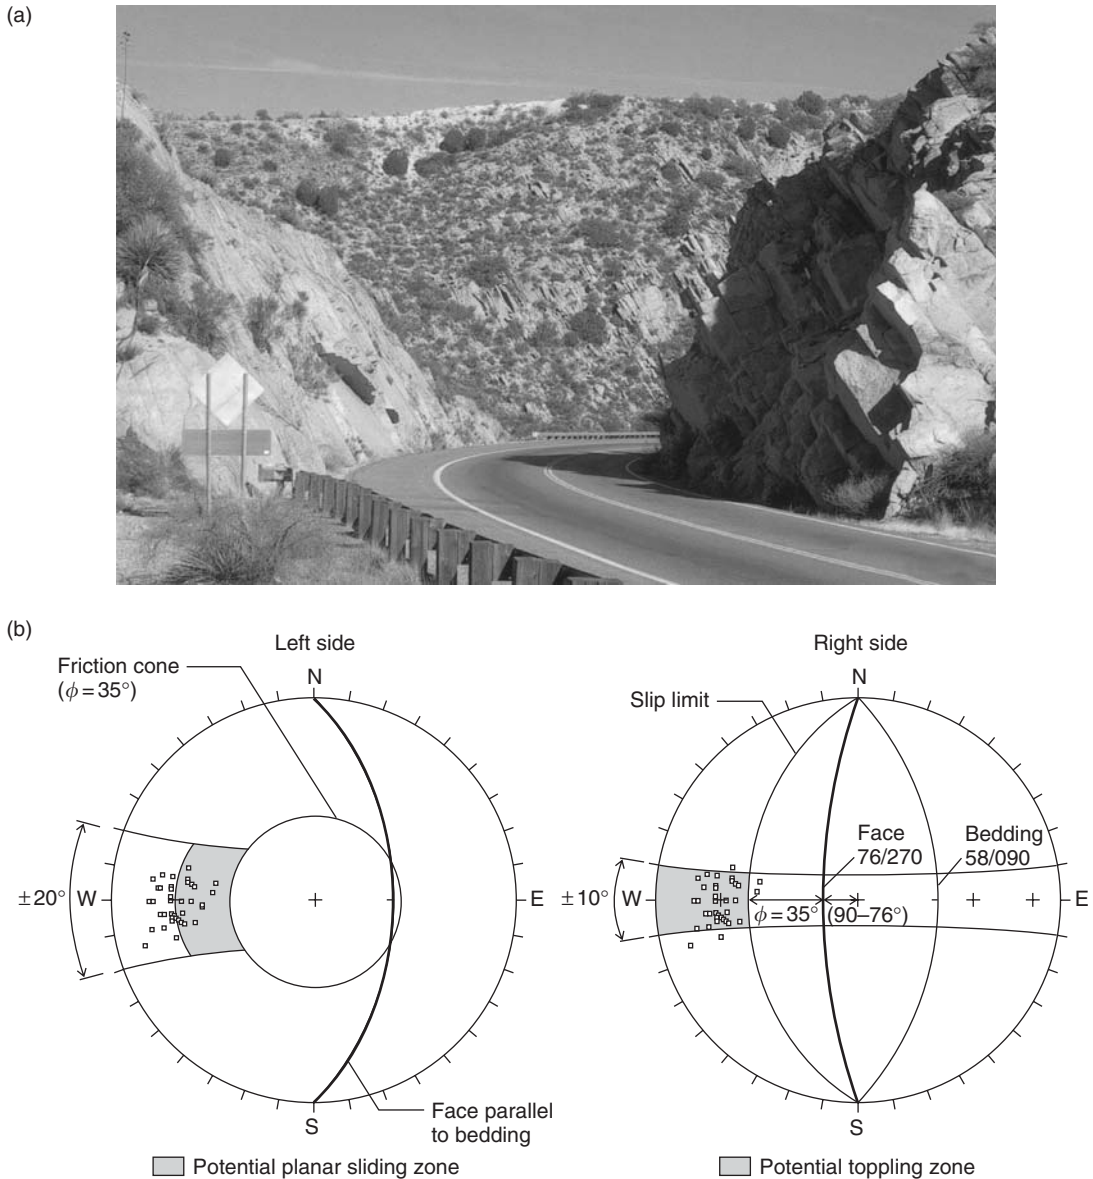 (a)
(b)
Left side
Friction cone
(ϕ = 35°)
N
±20°
W
E
S
Face parallel
to bedding
Potential planar sliding zone
Right side
N
Slip limit
Face
76/270
Bedding
58/090
±10°
W
E
ϕ = 35°
(90–76°)
S
Potential toppling zone